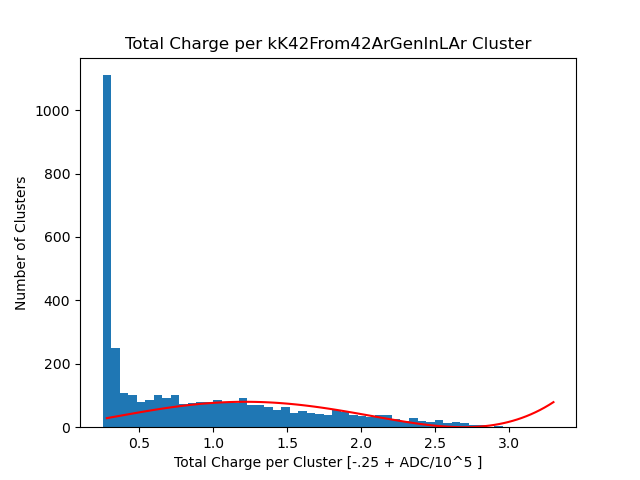 Total Charge per kK42From42ArGenInLAr Cluster
Number of Clusters
1000
800
600
400
200
0
0.5 1.0 1.5 2.0 2.5 3.0
Total Charge per Cluster [-.25 + ADC/10^5 ]